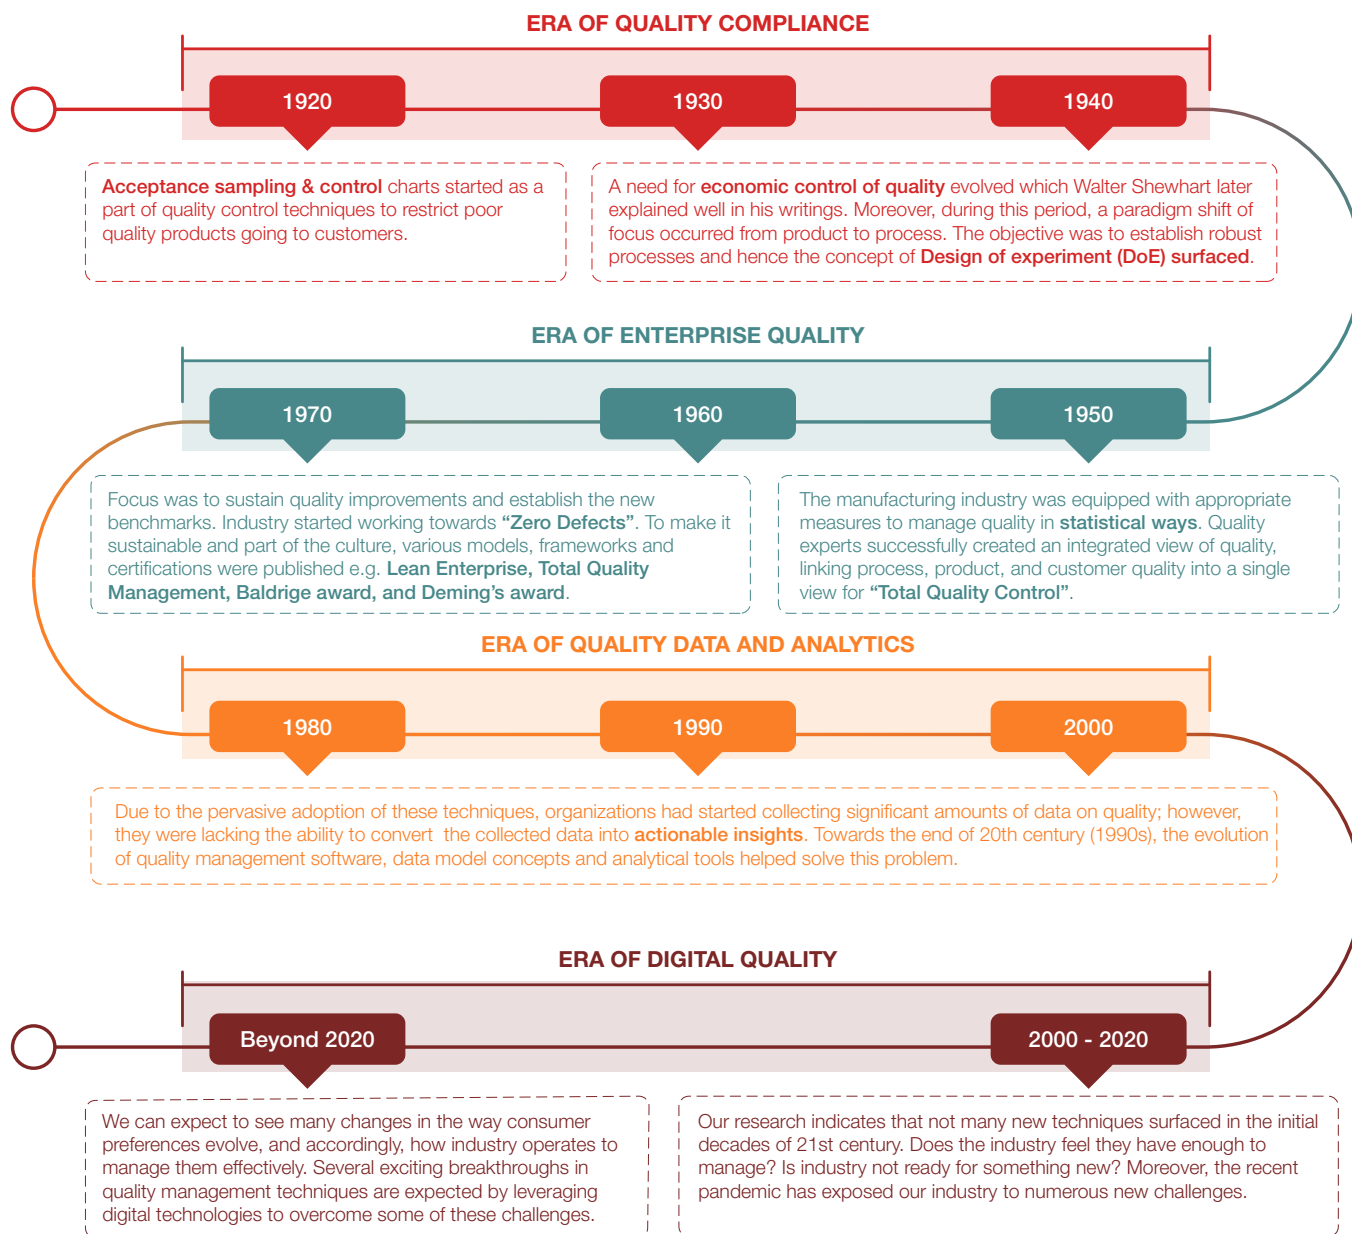 ERA OF QUALITY COMPLIANCE
1920
1930
1940
Acceptance sampling & control charts started as a
part of quality control techniques to restrict poor
quality products going to customers.
A need for economic control of quality evolved which Walter Shewhart later
explained well in his writings. Moreover, during this period, a paradigm shift of
focus occurred from product to process. The objective was to establish robust
processes and hence the concept of Design of experiment (DoE) surfaced.
ERA OF ENTERPRISE QUALITY
1970
1960
1950
Focus was to sustain quality improvements and establish the new
benchmarks. Industry started working towards “Zero Defects”. To make it
sustainable and part of the culture, various models, frameworks and
certifications were published e.g. Lean Enterprise, Total Quality
Management, Baldrige award, and Deming’s award.
The manufacturing industry was equipped with appropriate
measures to manage quality in statistical ways. Quality
experts successfully created an integrated view of quality,
linking process, product, and customer quality into a single
view for “Total Quality Control”.
ERA OF QUALITY DATA AND ANALYTICS
1980
1990
2000
Due to the pervasive adoption of these techniques, organizations had started collecting significant amounts of data on quality; however,
they were lacking the ability to convert the collected data into actionable insights. Towards the end of 20th century (1990s), the evolution
of quality management software, data model concepts and analytical tools helped solve this problem.
ERA OF DIGITAL QUALITY
Beyond 2020
2000 - 2020
We can expect to see many changes in the way consumer
preferences evolve, and accordingly, how industry operates to
manage them effectively. Several exciting breakthroughs in
quality management techniques are expected by leveraging
digital technologies to overcome some of these challenges.
Our research indicates that not many new techniques surfaced in the initial
decades of 21st century. Does the industry feel they have enough to
manage? Is industry not ready for something new? Moreover, the recent
pandemic has exposed our industry to numerous new challenges.